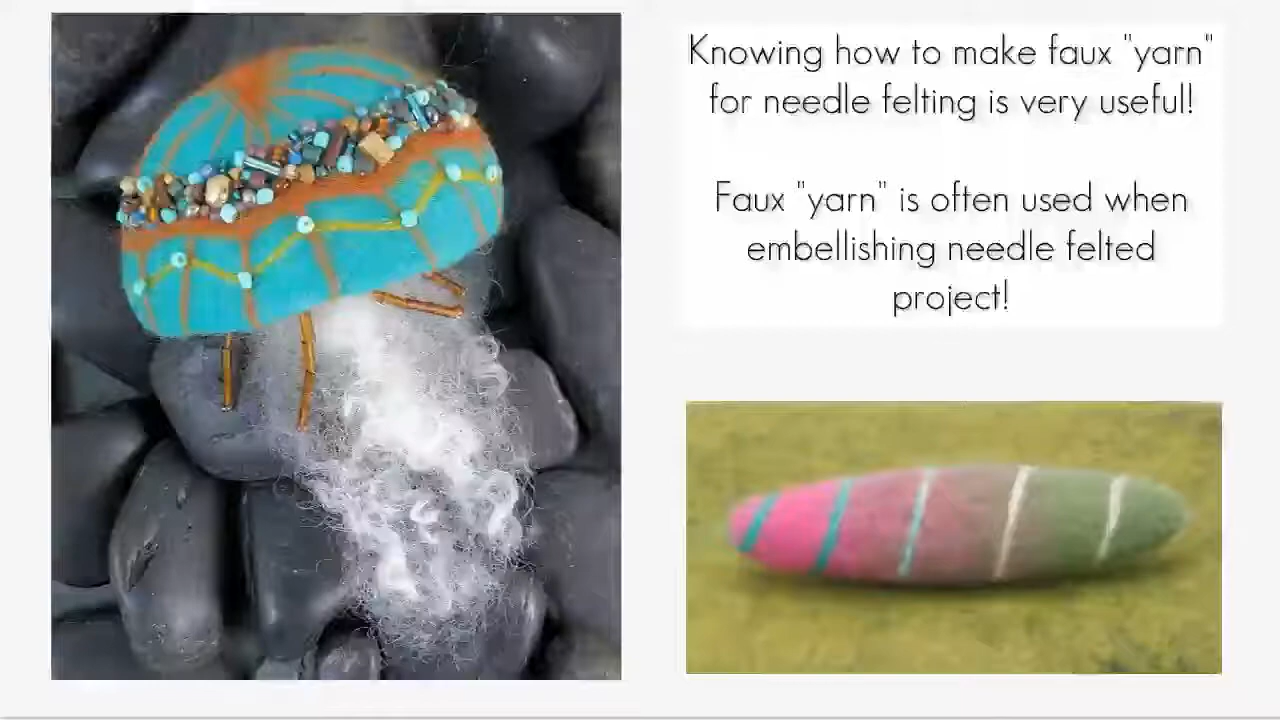 Knowing how to make faux "yarn"
for needle felting is very useful!
Faux "yarn" is often used when
embellishing needle felted
project!